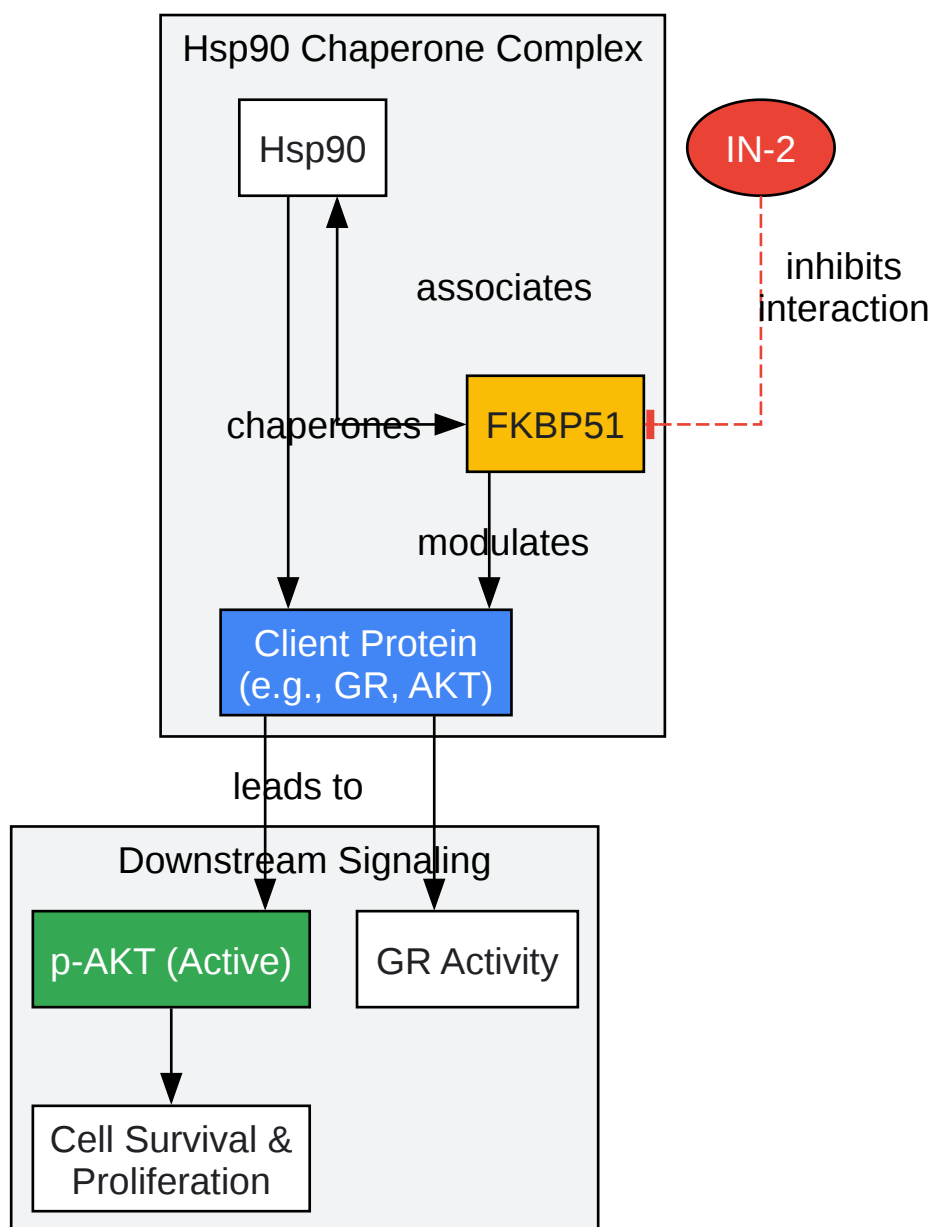 Hsp90 Chaperone Complex
Hsp90
IN-2
associates
inhibits
interaction
chaperones
FKBP51
modulates
Client Protein
(e.g., GR, AKT)
leads to
Downstream Signaling
p-AKT (Active)
GR Activity
Cell Survival &
Proliferation